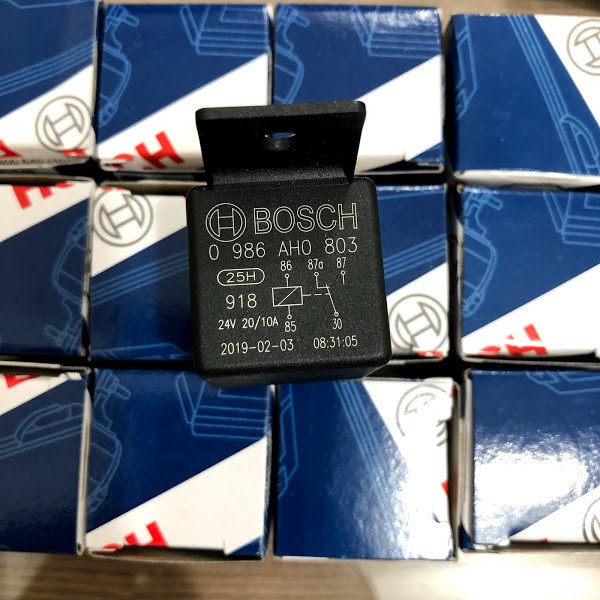 BOSCH
0 986 AH0 803
25H
86 87a 87
918
24V 20/10A
85 30
2019-02-03 08:31:05